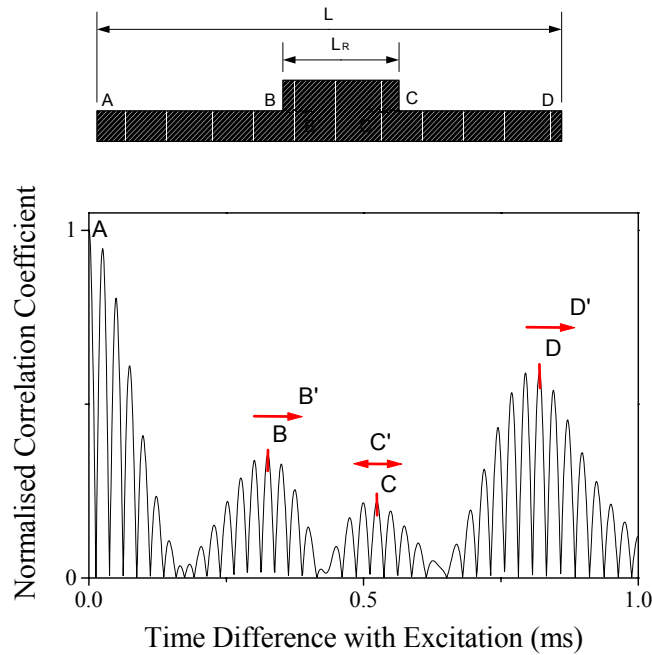 L
LR
A B C D
B C
Normalised Correlation Coefficient
1
0
A
B'
B
C'
C
D'
D
0.0 0.5 1.0
Time Difference with Excitation (ms)